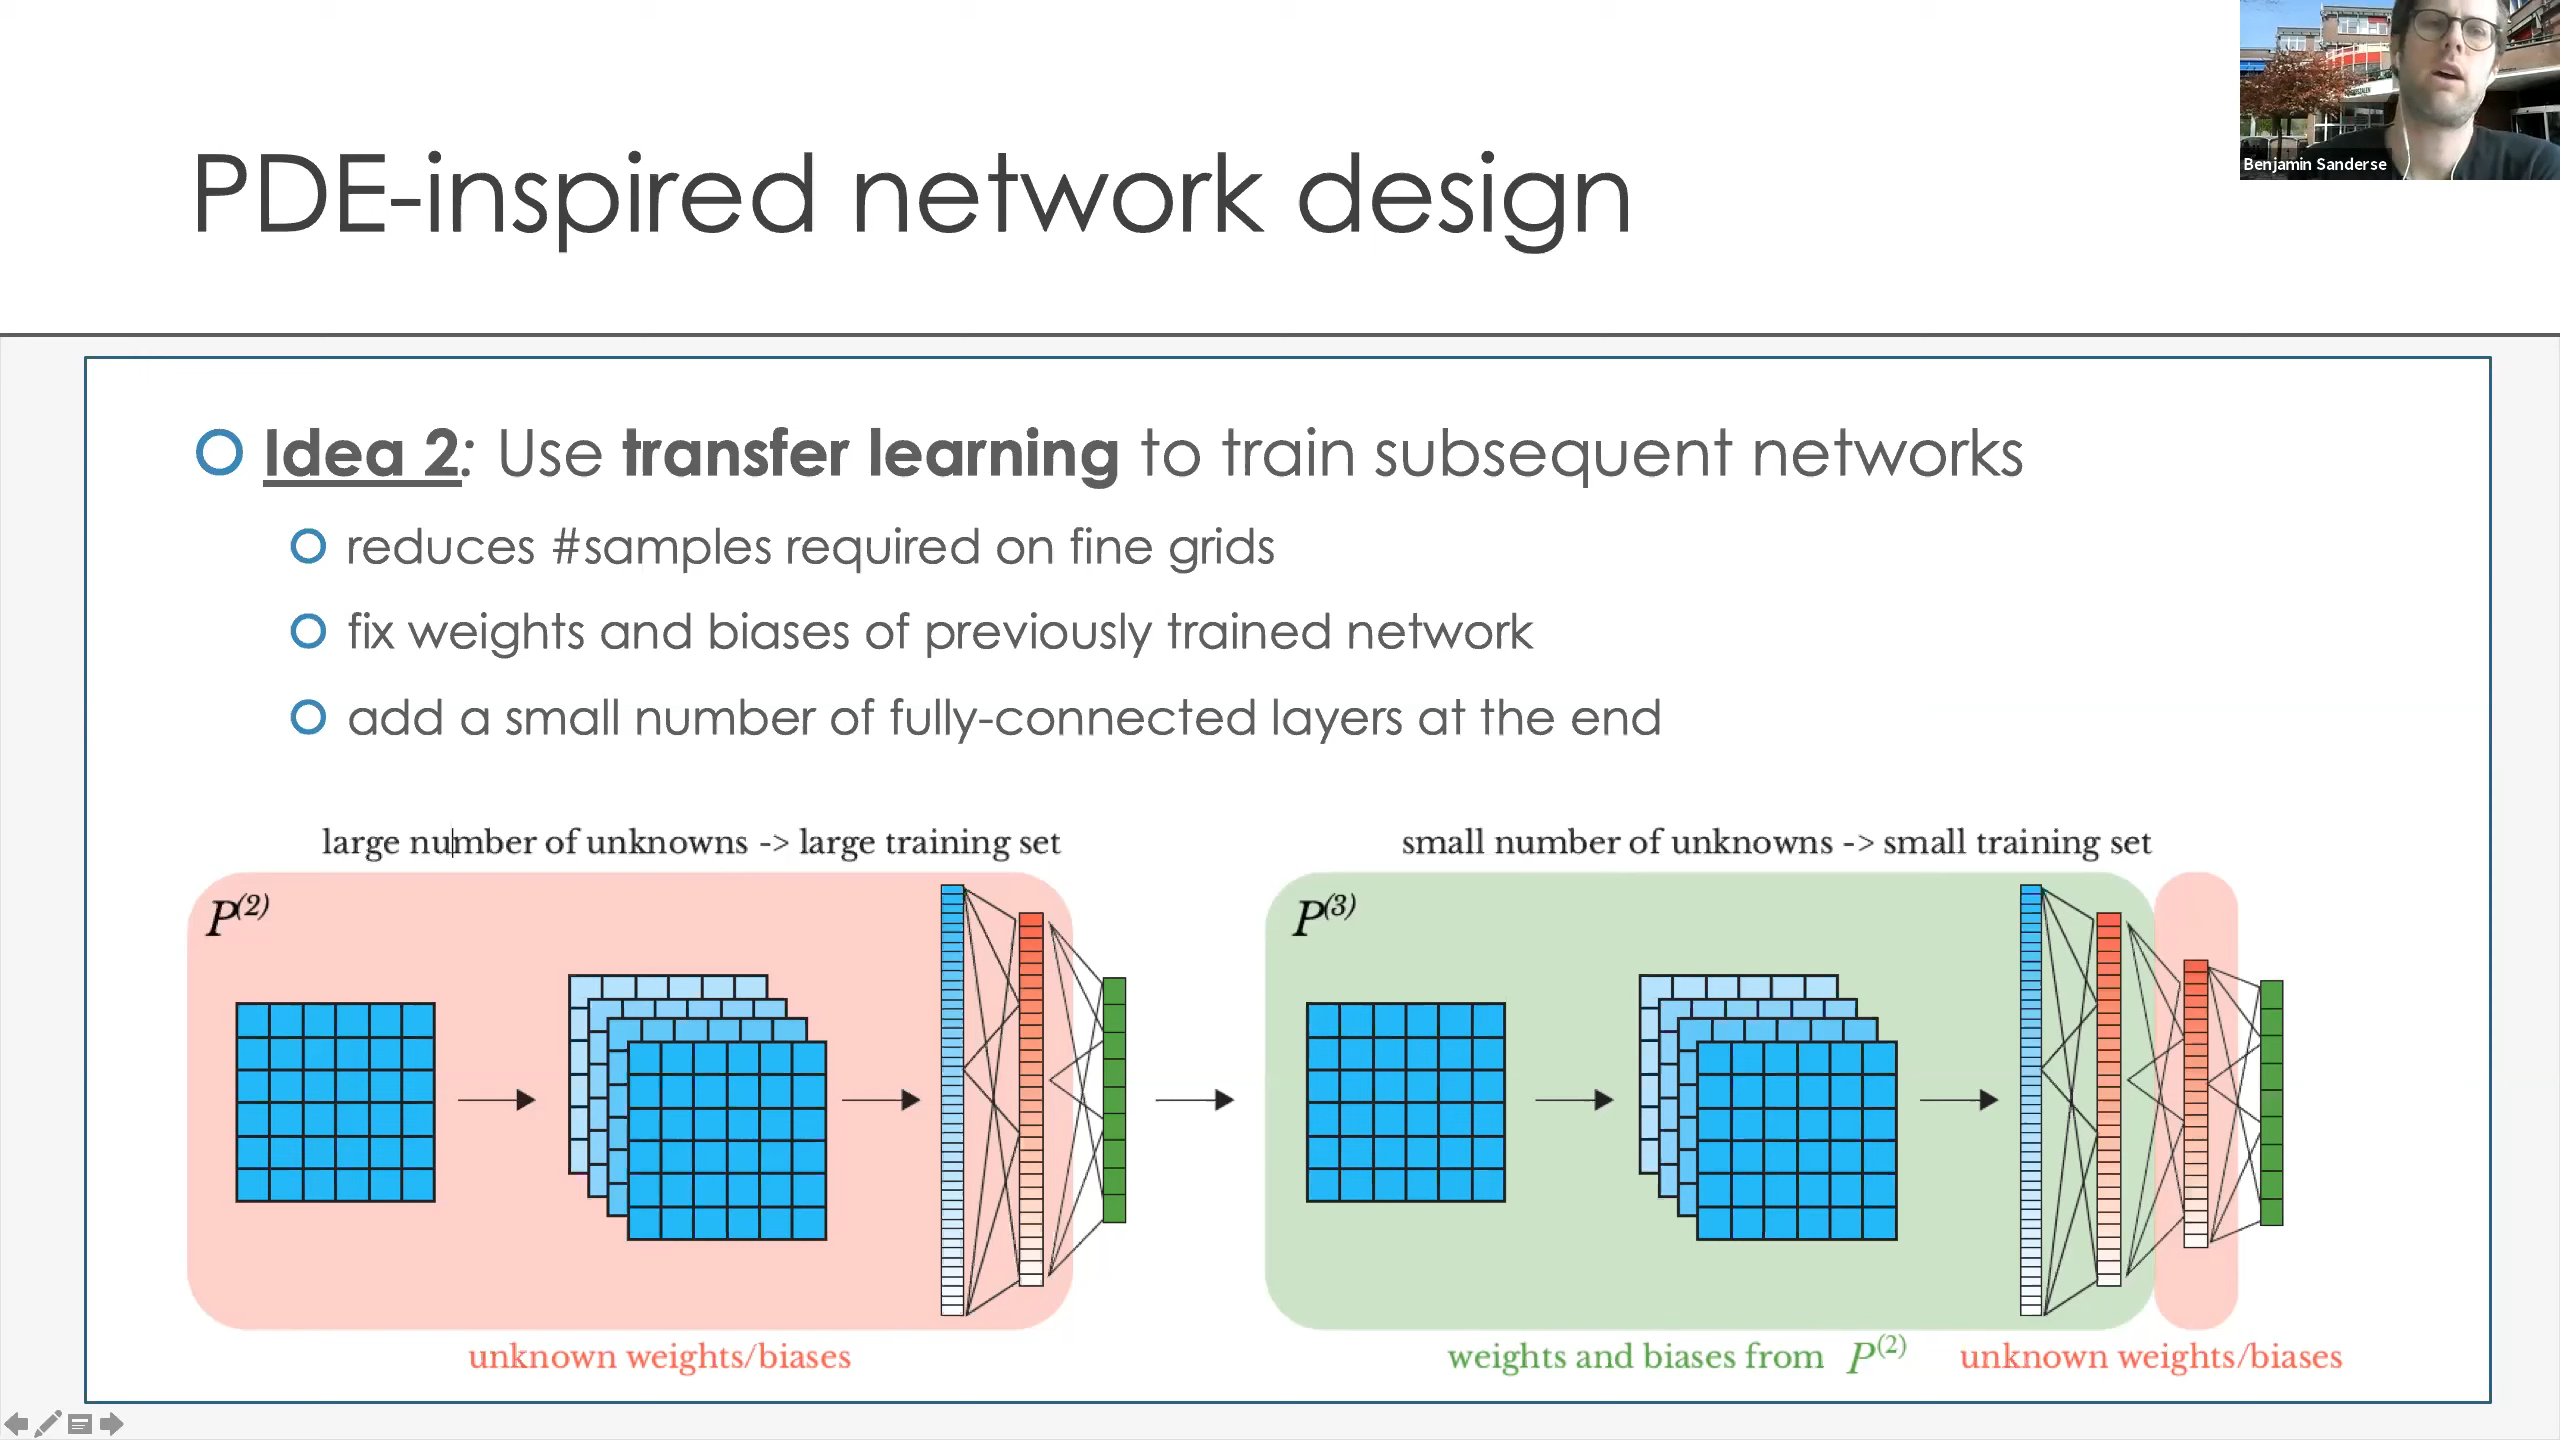 Benjamin Sanderse
PDE-inspired network design
Idea 2: Use transfer learning to train subsequent networks
reduces #samples required on fine grids
fix weights and biases of previously trained network
add a small number of fully-connected layers at the end
large number of unknowns -> large training set
small number of unknowns -> small training set
P(2)
P(3)
unknown weights/biases
weights and biases from P(2)
unknown weights/biases